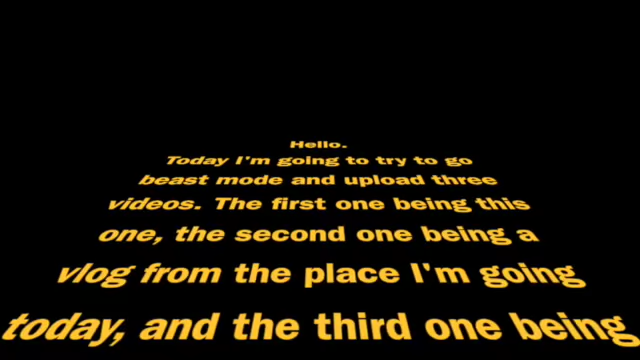 Hello.
Today I'm going to try to go
beast mode and upload three
videos. The first one being this
one, the second one being a
vlog from the place I'm going
today, and the third one being